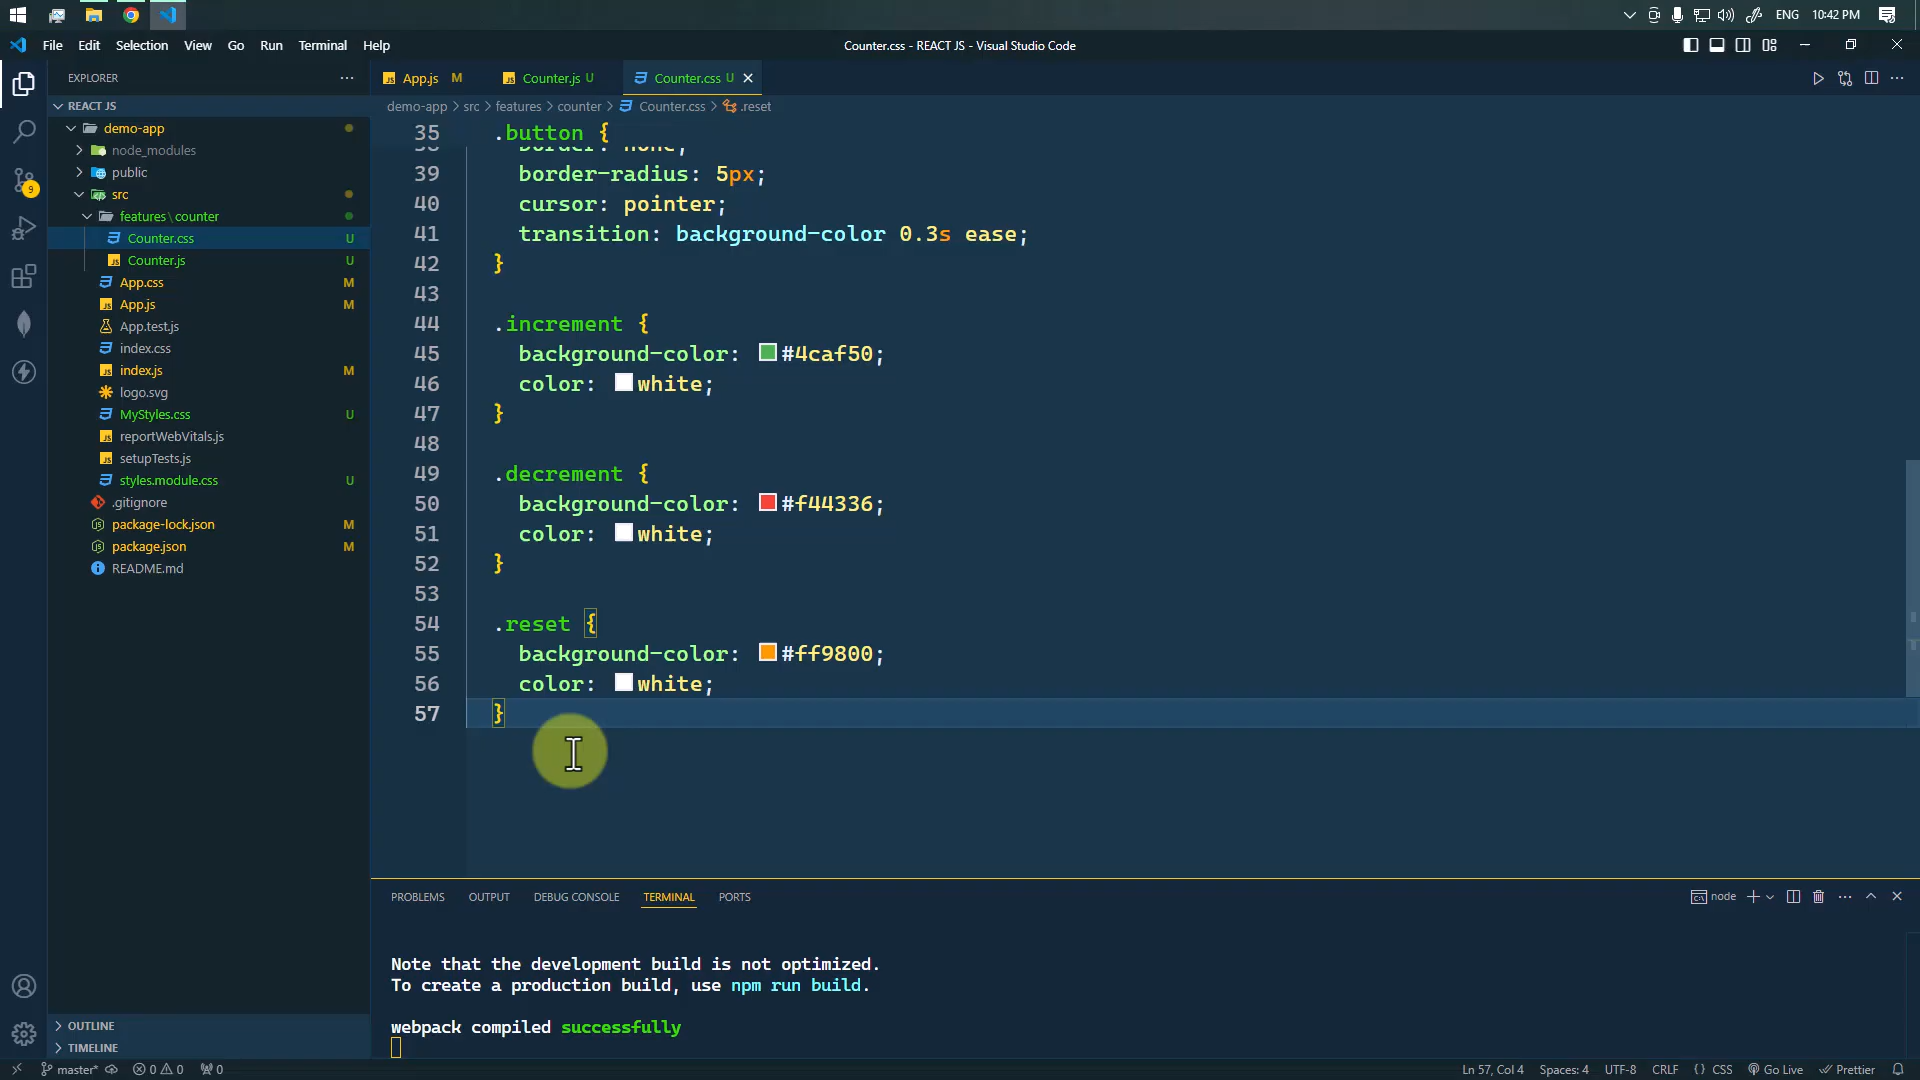 ENG 10:42 PM
File Edit Selection View Go Run Terminal Help
Counter.css - REACT JS - Visual Studio Code
EXPLORER
REACT JS
demo-app
node_modules
public
src
features\counter
Counter.css U
Counter.js U
App.css M
App.js M
App.test.js
index.css
index.js M
logo.svg
MyStyles.css U
reportWebVitals.js
setupTests.js
styles.module.css U
.gitignore
package-lock.json M
package.json M
README.md
OUTLINE
TIMELINE
9
App.js M Counter.js U Counter.css U
demo-app > src > features > counter > Counter.css > .reset
35 .button {
38 border: none;
39 border-radius: 5px;
40 cursor: pointer;
41 transition: background-color 0.3s ease;
42 }
43
44 .increment {
45 background-color: #4caf50;
46 color: white;
47 }
48
49 .decrement {
50 background-color: #f44336;
51 color: white;
52 }
53
54 .reset {
55 background-color: #ff9800;
56 color: white;
57 }
PROBLEMS OUTPUT DEBUG CONSOLE TERMINAL PORTS
node
Note that the development build is not optimized.
To create a production build, use npm run build.
webpack compiled successfully
master* 0 0 0
Ln 57, Col 4 Spaces: 4 UTF-8 CRLF {} CSS Go Live Prettier